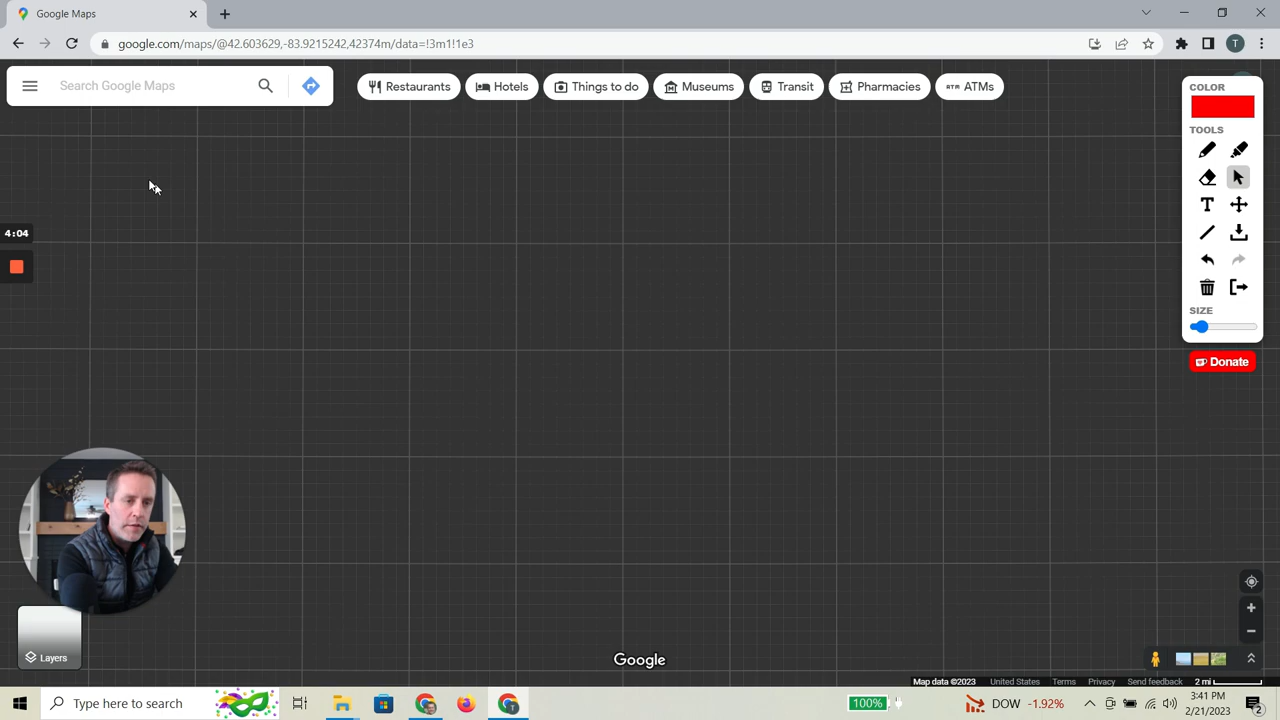 Google Maps
google.com/maps/@42.603629,-83.9215242,42374m/data=!3m1!1e3
T
Search Google Maps
Restaurants
Hotels
Things to do
Museums
Transit
Pharmacies
ATM ATMs
COLOR
TOOLS
T
SIZE
Donate
4:04
Layers
Google
Map data ©2023 United States Terms Privacy Send feedback 2 mi
Type here to search
T
100%
DOW -1.92%
3:41 PM
2/21/2023
2